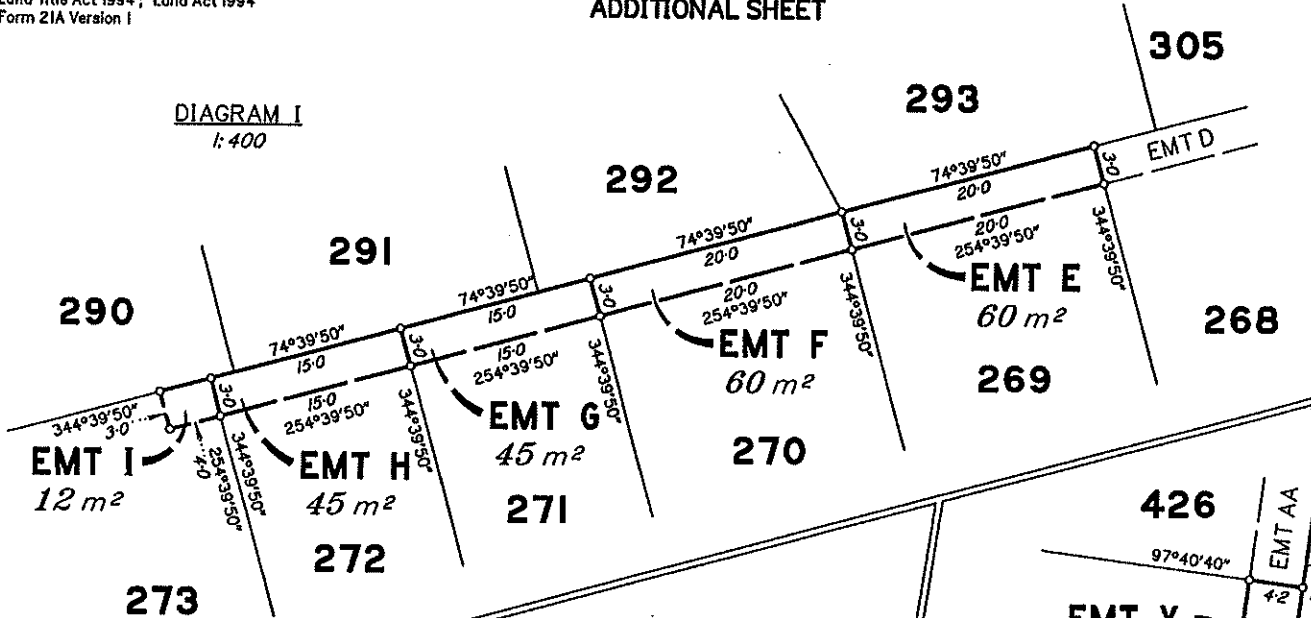 Land Title Act 1994 ; Land Act 1994
Form 21A Version 1
ADDITIONAL SHEET
DIAGRAM I
1:400
305
293
EMT D
292
74°39'50"
20·0
3·0
344°39'50"
291
74°39'50"
20·0
3·0
20·0
254°39'50"
EMT E
60 m²
268
290
74°39'50"
15·0
3·0
20·0
254°39'50"
344°39'50"
EMT F
60 m²
269
74°39'50"
15·0
3·0
15·0
254°39'50"
344°39'50"
EMT G
45 m²
270
344°39'50"
3·0
3·0
15·0
254°39'50"
344°39'50"
EMT I
12 m²
4·0
254°39'50"
344°39'50"
EMT H
45 m²
271
272
273
426
EMT AA
97°40'40"
4·2